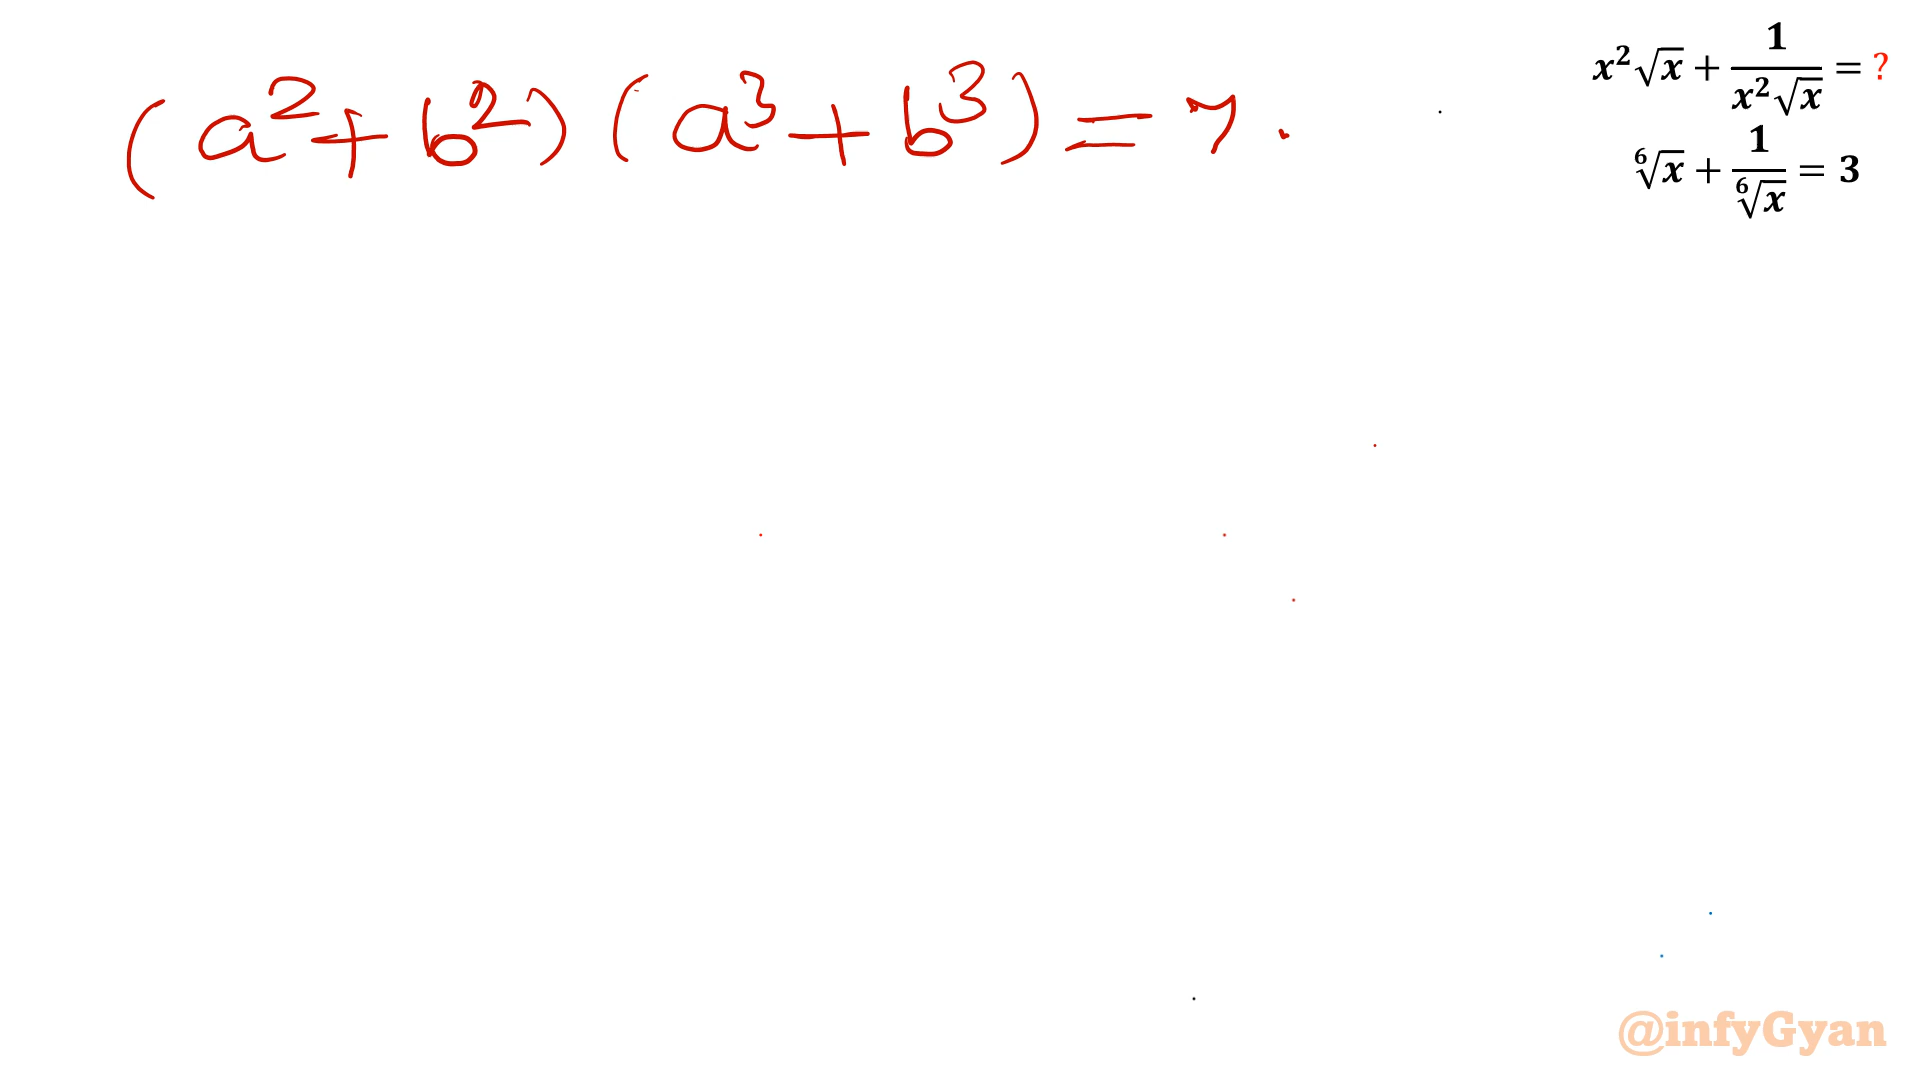 (a² + b²) (a³ + b³) = 7 .
x²√x + 1/(x²√x) = ?
⁶√x + 1/⁶√x = 3
@infyGyan